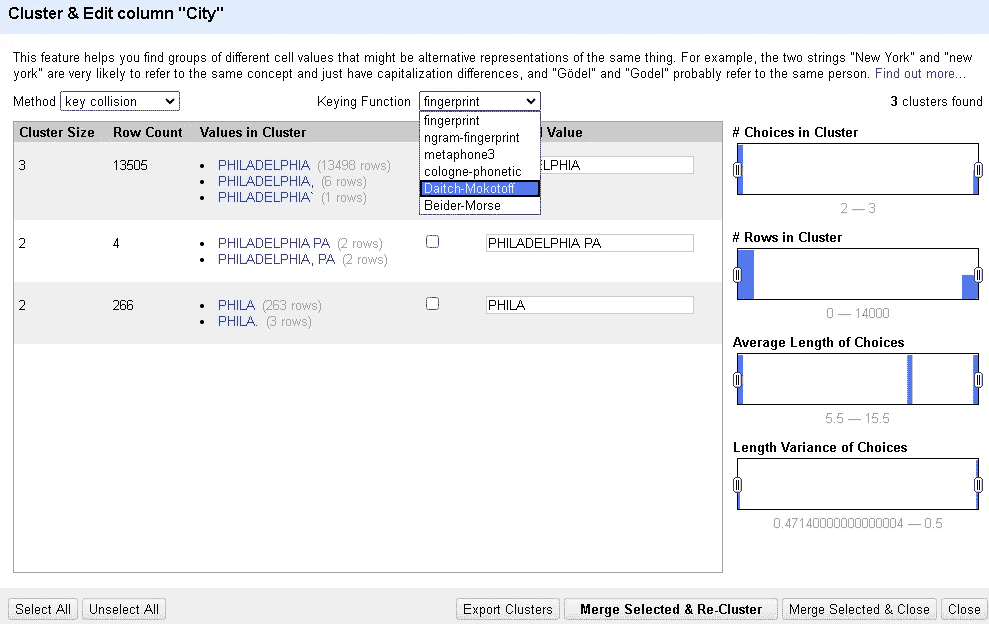 Cluster & Edit column "City"
This feature helps you find groups of different cell values that might be alternative representations of the same thing. For example, the two strings "New York" and "new
york" are very likely to refer to the same concept and just have capitalization differences, and "Gödel" and "Godel" probably refer to the same person. Find out more...
Method key collision Keying Function fingerprint 3 clusters found
fingerprint
ngram-fingerprint
metaphone3
cologne-phonetic
Daitch-Mokotoff
Beider-Morse
Cluster Size Row Count Values in Cluster Value
3 13505 PHILADELPHIA (13498 rows) LPHIA
PHILADELPHIA, (6 rows)
PHILADELPHIA` (1 rows)
2 4 PHILADELPHIA PA (2 rows) PHILADELPHIA PA
PHILADELPHIA, PA (2 rows)
2 266 PHILA (263 rows) PHILA
PHILA. (3 rows)
# Choices in Cluster
2 — 3
# Rows in Cluster
0 — 14000
Average Length of Choices
5.5 — 15.5
Length Variance of Choices
0.47140000000000004 — 0.5
Select All Unselect All Export Clusters Merge Selected & Re-Cluster Merge Selected & Close Close